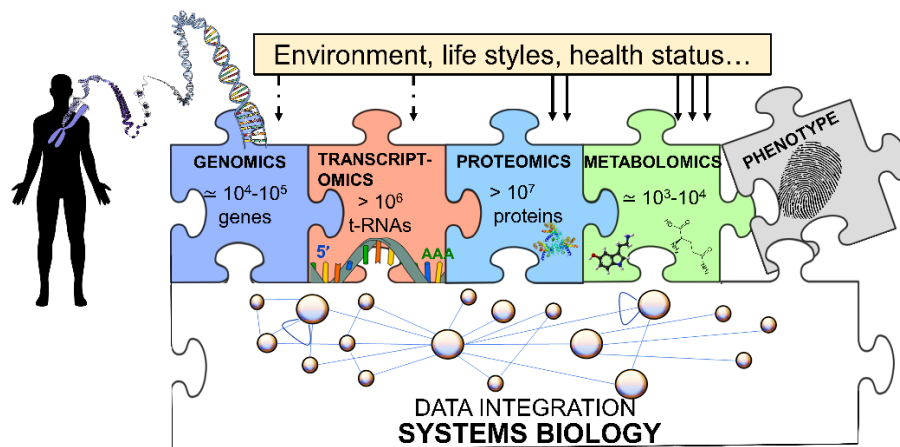 Environment, life styles, health status…
GENOMICS
≃ 10⁴-10⁵
genes
TRANSCRIPT-
OMICS
> 10⁶
t-RNAs
5'
AAA
PROTEOMICS
> 10⁷
proteins
METABOLOMICS
≃ 10³-10⁴
PHENOTYPE
DATA INTEGRATION
SYSTEMS BIOLOGY